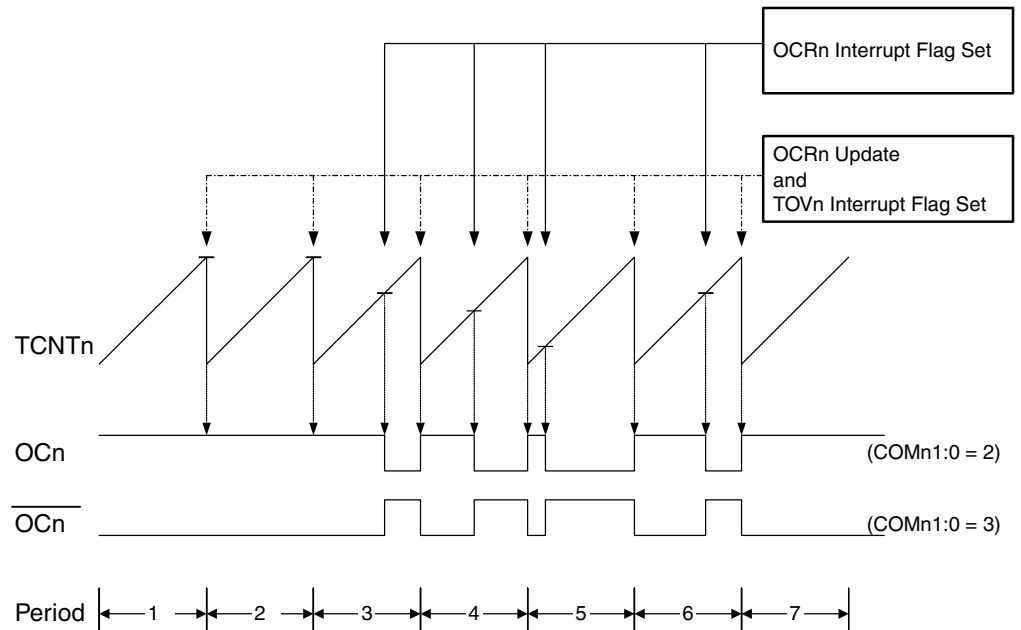 OCRn Interrupt Flag Set
OCRn Update
and
TOVn Interrupt Flag Set
TCNTn
OCn
(COMn1:0 = 2)
OCn
(COMn1:0 = 3)
Period
1
2
3
4
5
6
7